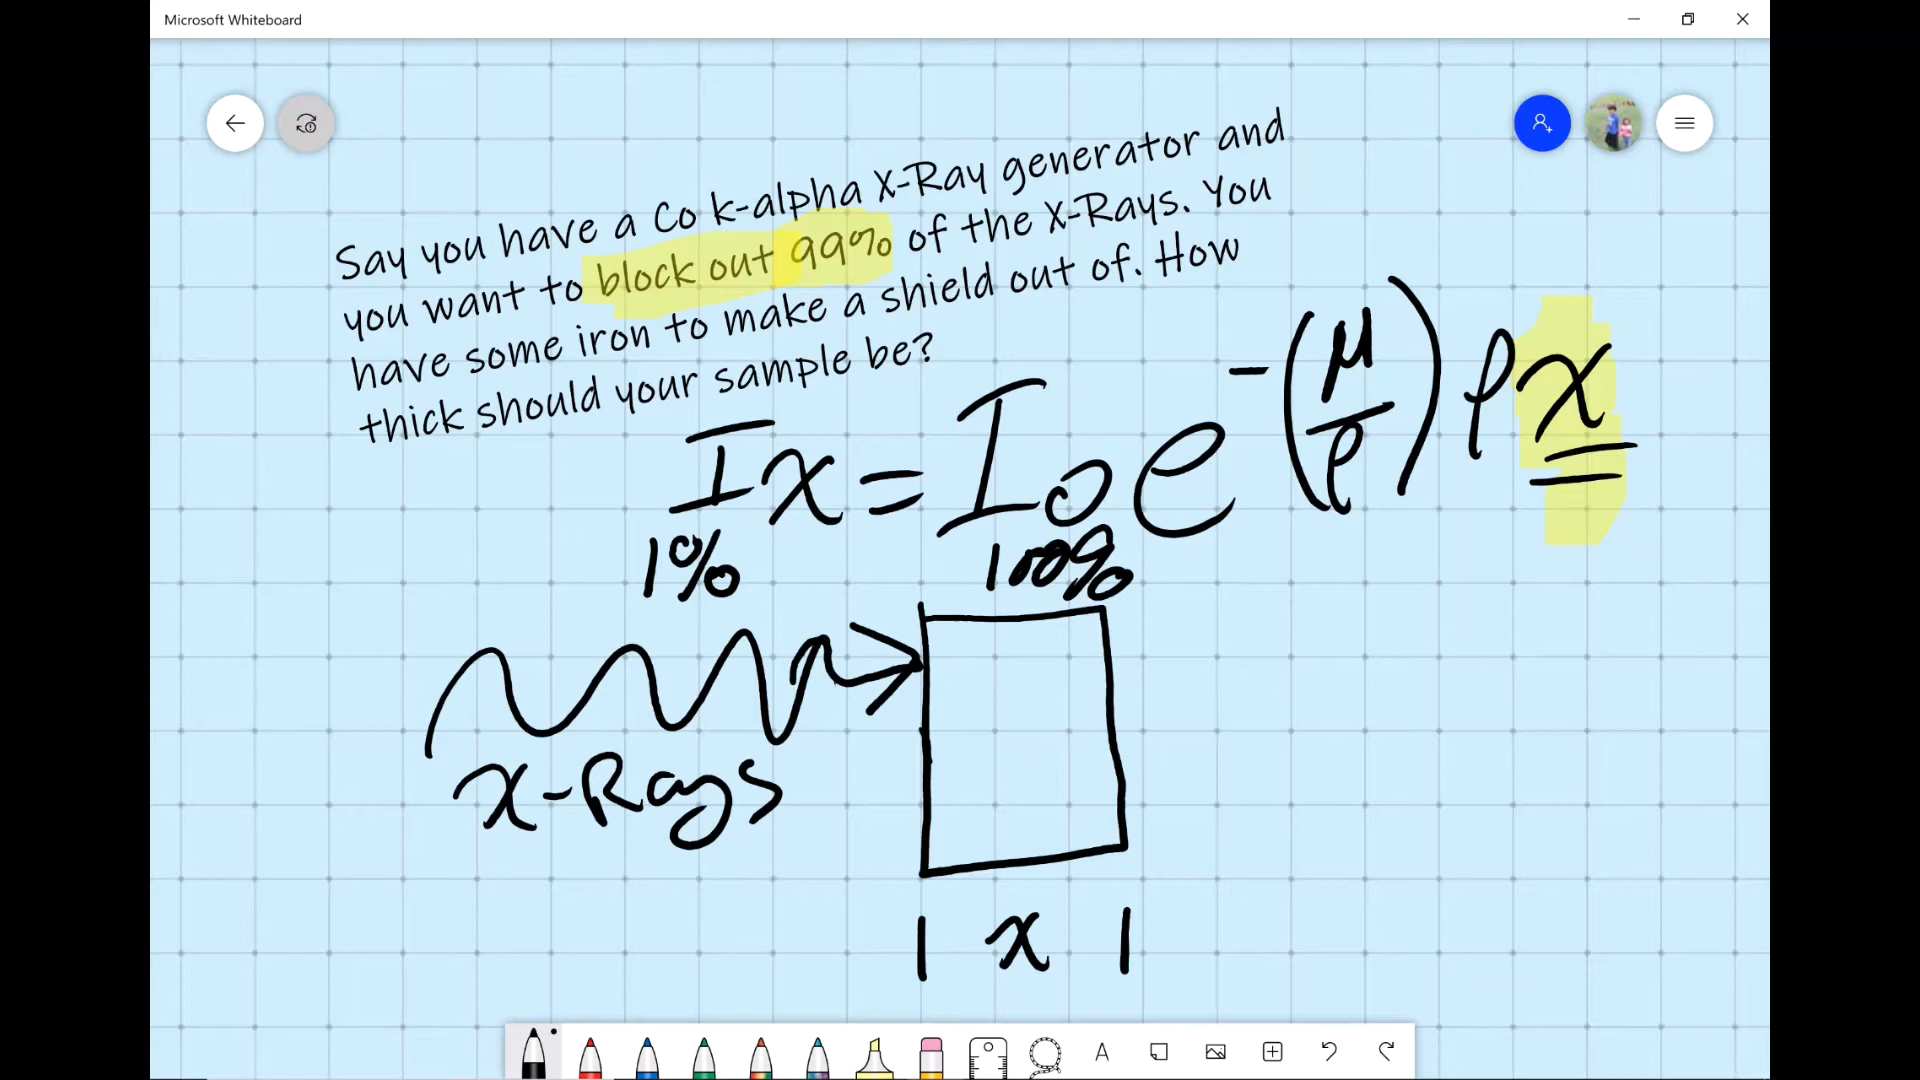 Microsoft Whiteboard
Say you have a Co k-alpha X-Ray generator and
you want to block out 99% of the X-Rays. You
have some iron to make a shield out of. How
thick should your sample be?
Ix = I0 e^-(μ/ρ)ρx
1% 100%
X-Rays
| x |
A